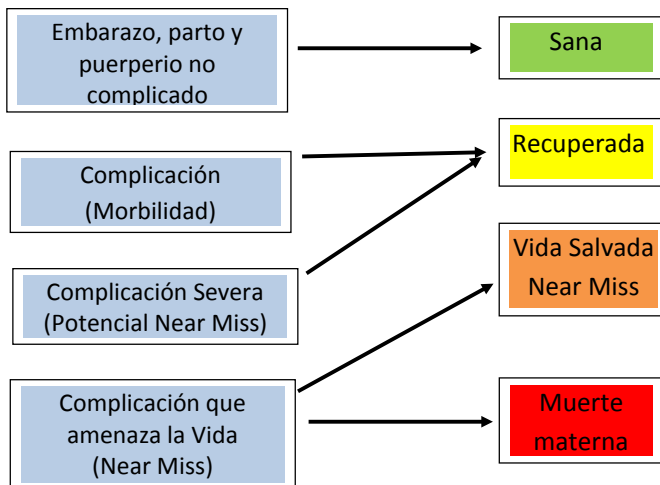 Embarazo, parto y
puerperio no
complicado
Sana
Complicación
(Morbilidad)
Recuperada
Complicación Severa
(Potencial Near Miss)
Vida Salvada
Near Miss
Complicación que
amenaza la Vida
(Near Miss)
Muerte
materna